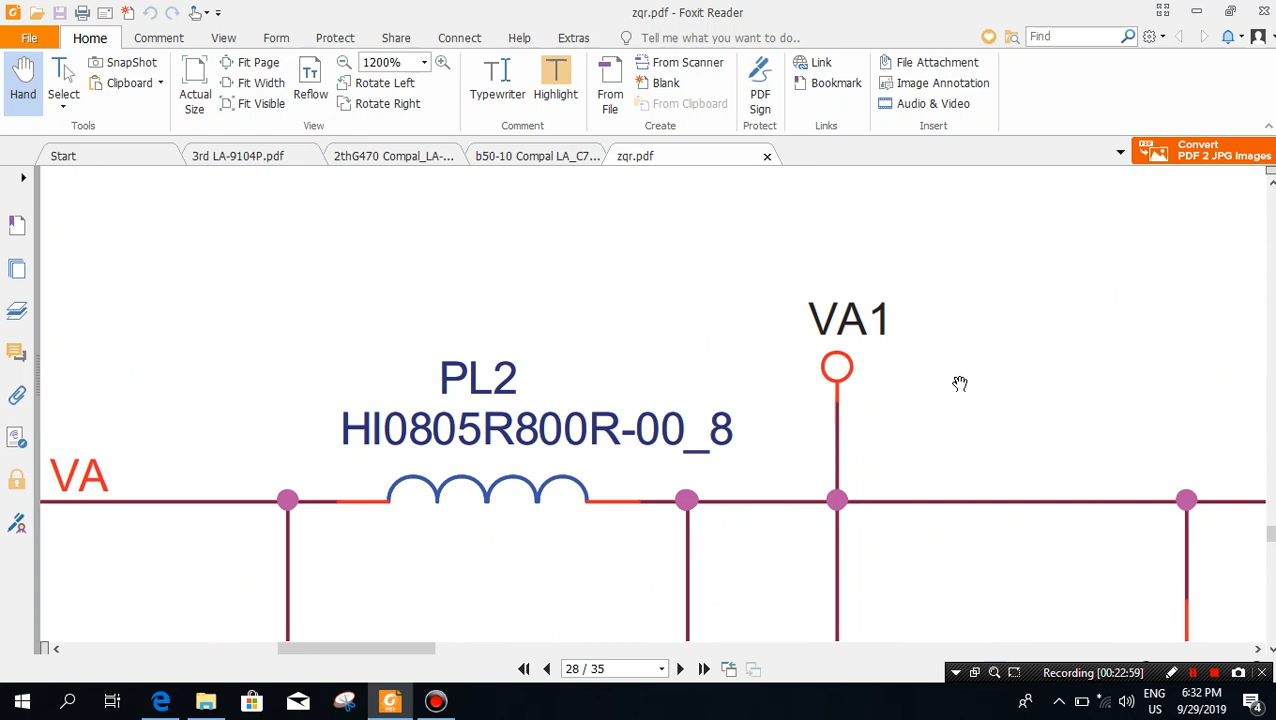 zqr.pdf - Foxit Reader
File
Home
Comment
View
Form
Protect
Share
Connect
Help
Extras
Tell me what you want to do..
Find
Hand
Select
SnapShot
Clipboard
Tools
Actual
Size
Fit Page
Fit Width
Fit Visible
Reflow
1200%
Rotate Left
Rotate Right
View
Typewriter
Highlight
Comment
From
File
From Scanner
Blank
From Clipboard
Create
PDF
Sign
Protect
Link
Bookmark
Links
File Attachment
Image Annotation
Audio & Video
Insert
Start
3rd LA-9104P.pdf
2thG470 Compal_LA-...
b50-10 Compal LA_C7...
zqr.pdf
Convert
PDF 2 JPG Images
VA1
PL2
HI0805R800R-00_8
VA
28 / 35
Recording [00:22:59]
ENG
US
6:32 PM
9/29/2019
4